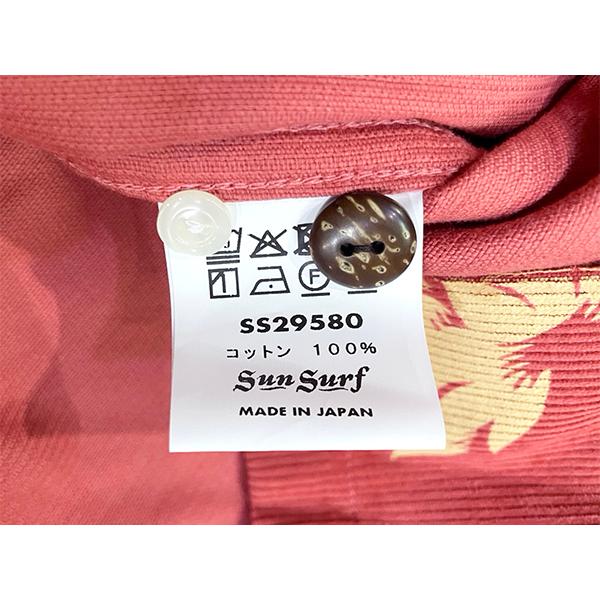 SS29580
コットン 100%
Sun Surf
MADE IN JAPAN